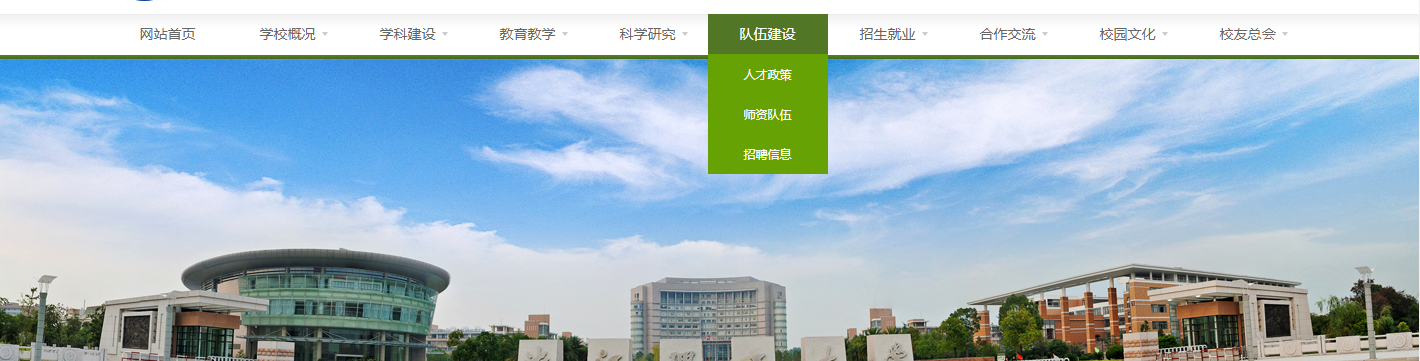 网站首页 学校概况 学科建设 教育教学 科学研究 队伍建设 招生就业 合作交流 校园文化 校友总会
人才政策
师资队伍
招聘信息